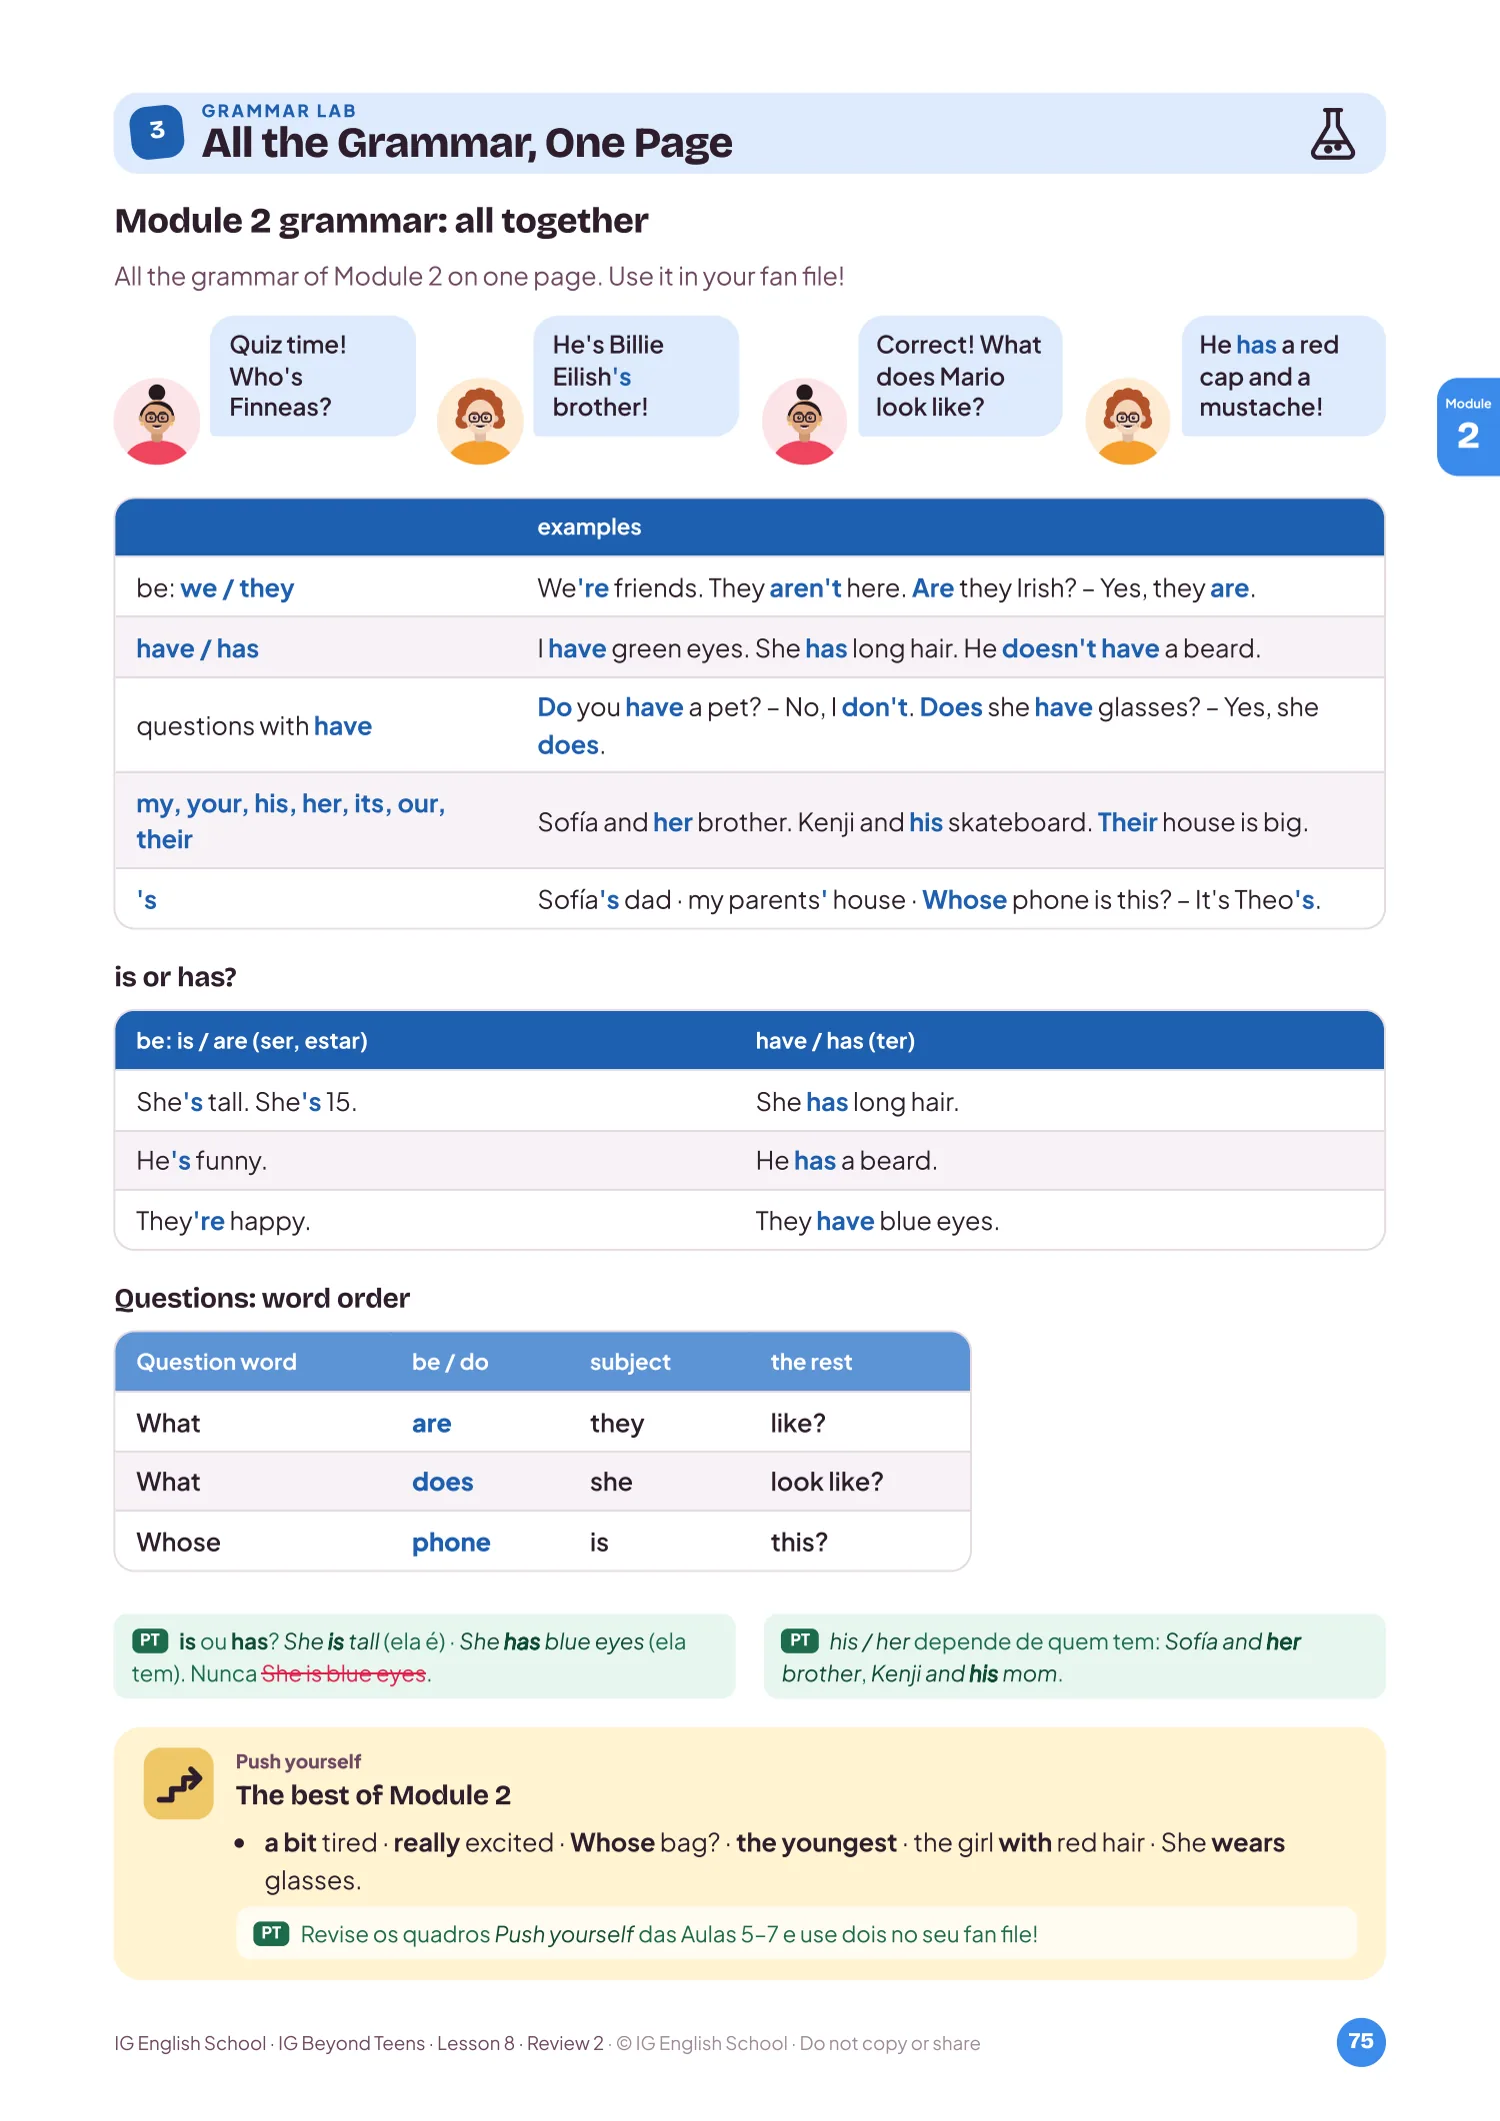 3
GRAMMAR LAB
All the Grammar, One Page
Module 2 grammar: all together
All the grammar of Module 2 on one page. Use it in your fan file!
Quiz time!
Who's
Finneas?
He's Billie
Eilish's
brother!
Correct! What
does Mario
look like?
He has a red
cap and a
mustache!
Module
2
examples
be: we / they
We're friends. They aren't here. Are they Irish? – Yes, they are.
have / has
I have green eyes. She has long hair. He doesn't have a beard.
questions with have
Do you have a pet? – No, I don't. Does she have glasses? – Yes, she
does.
my, your, his, her, its, our,
their
Sofía and her brother. Kenji and his skateboard. Their house is big.
's
Sofía's dad · my parents' house · Whose phone is this? – It's Theo's.
is or has?
be: is / are (ser, estar)
have / has (ter)
She's tall. She's 15.
She has long hair.
He's funny.
He has a beard.
They're happy.
They have blue eyes.
Questions: word order
Question word be / do subject the rest
What are they like?
What does she look like?
Whose phone is this?
PT is ou has? She is tall (ela é) · She has blue eyes (ela
tem). Nunca She is blue eyes.
PT his / her depende de quem tem: Sofía and her
brother, Kenji and his mom.
Push yourself
The best of Module 2
• a bit tired · really excited · Whose bag? · the youngest · the girl with red hair · She wears
glasses.
PT Revise os quadros Push yourself das Aulas 5–7 e use dois no seu fan file!
IG English School · IG Beyond Teens · Lesson 8 · Review 2 · © IG English School · Do not copy or share
75